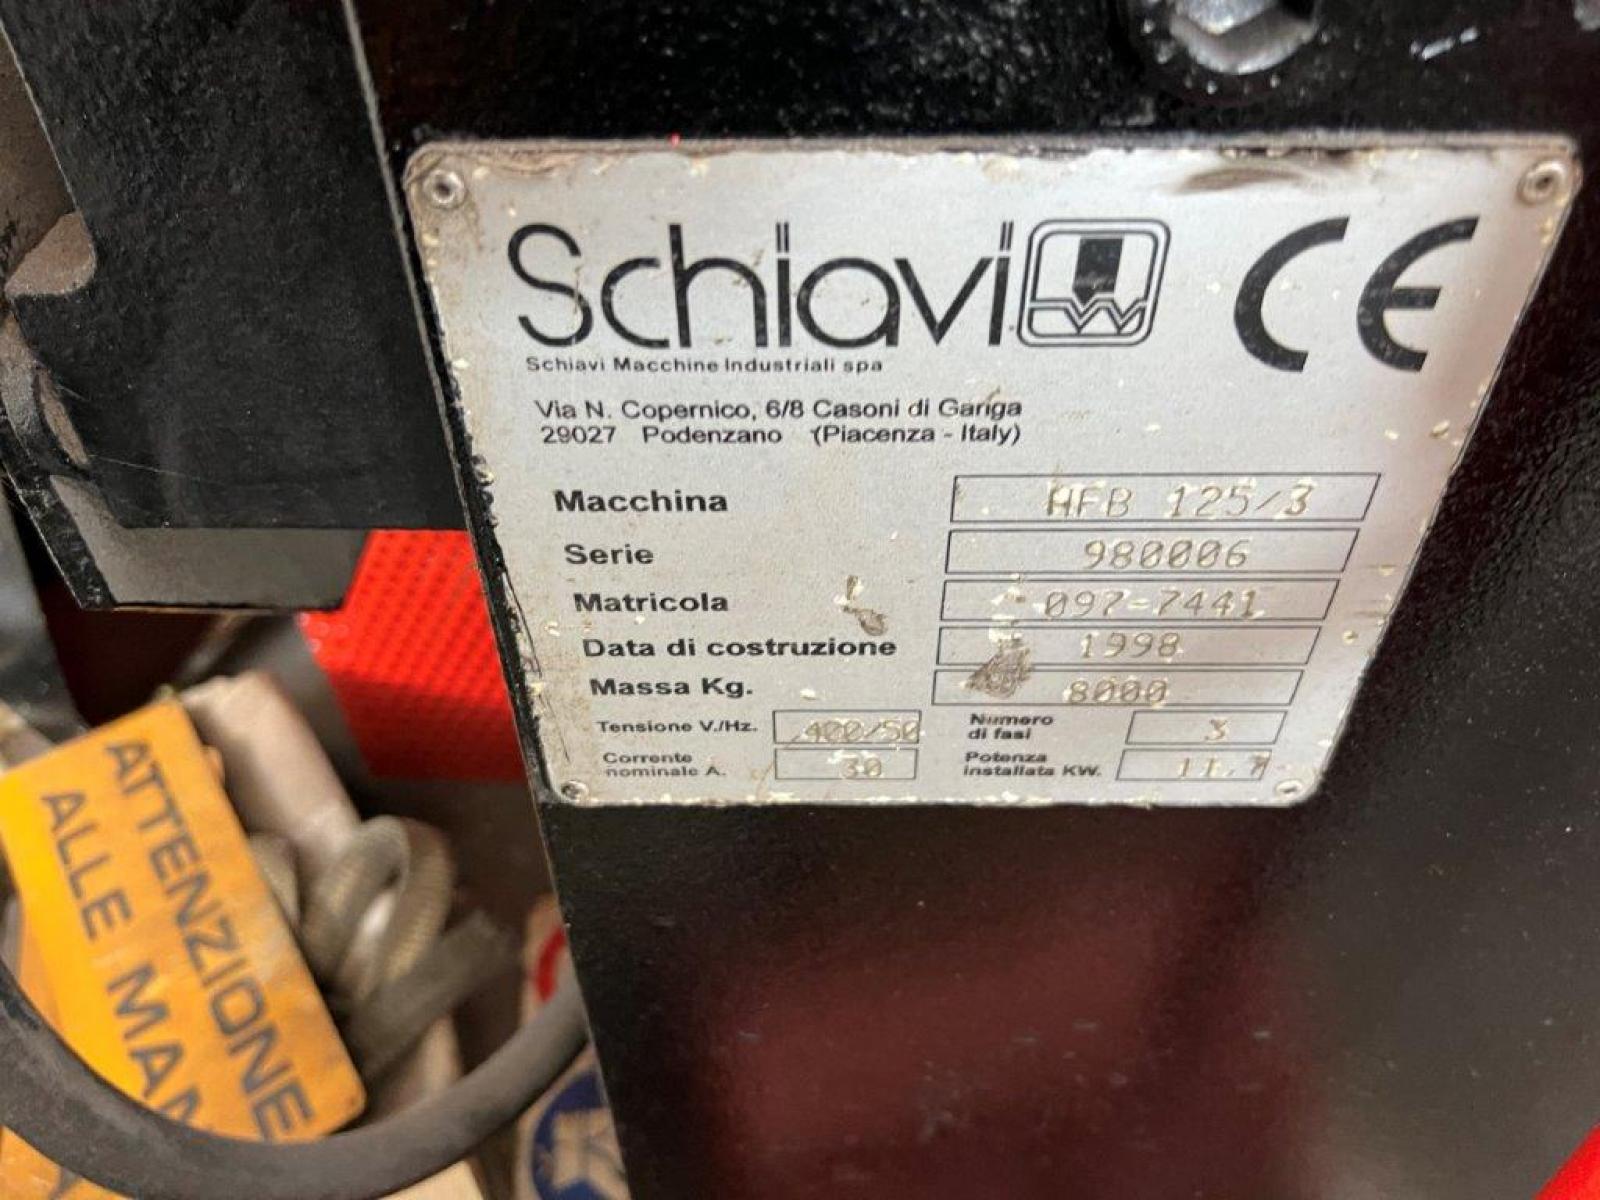 Schiavi CE
Schiavi Macchine Industriali spa
Via N. Copernico, 6/8 Casoni di Gariga
29027 Podenzano (Piacenza - Italy)
Macchina HFB 125/3
Serie 980006
Matricola 097-7441
Data di costruzione 1998
Massa Kg. 8000
Tensione V./Hz. 400/50 Numero di fasi 3
Corrente nominale A. 30 Potenza installata KW. 11.7
ATTENZIONE
ALLE MAN